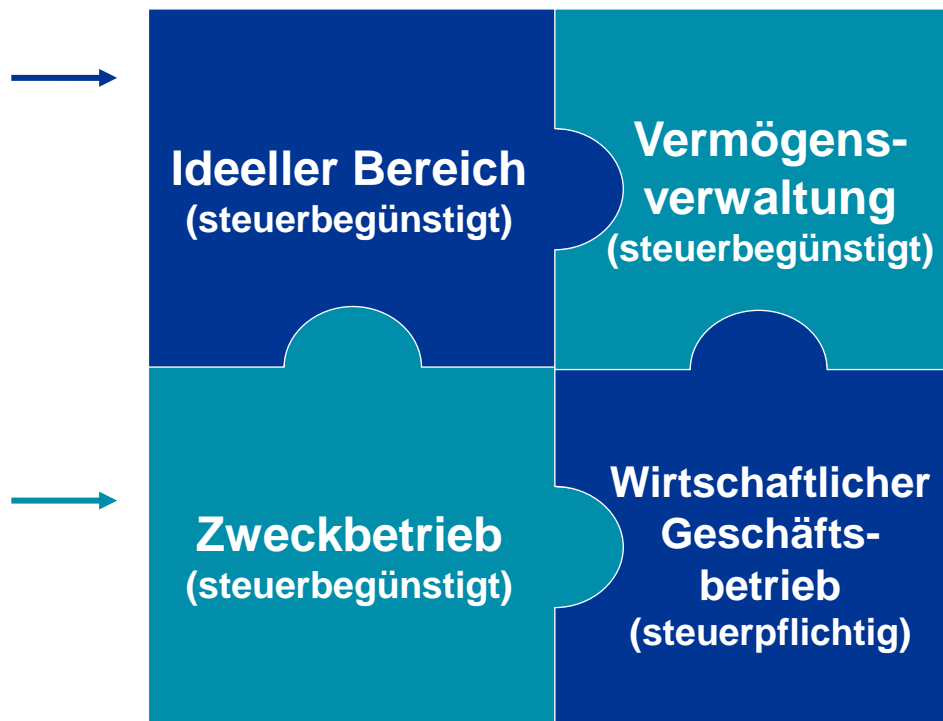 Ideeller Bereich
(steuerbegünstigt)
Vermögens-
verwaltung
(steuerbegünstigt)
Zweckbetrieb
(steuerbegünstigt)
Wirtschaftlicher
Geschäfts-
betrieb
(steuerpflichtig)